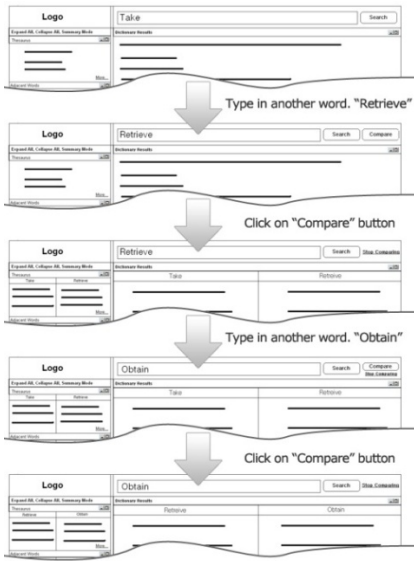 Logo
Take
Search
Expand All, Collapse All, Summary Mode
Dictionary Results
Thesaurus
More...
Adjacent Words
Type in another word. “Retrieve”
Logo
Retrieve
Search
Compare
Expand All, Collapse All, Summary Mode
Dictionary Results
Thesaurus
More...
Adjacent Words
Click on “Compare” button
Logo
Retrieve
Search
Stop Comparing
Expand All, Collapse All, Summary Mode
Dictionary Results
Thesaurus
Take Retrieve
Take Retrieve
More...
Adjacent Words
Type in another word. “Obtain”
Logo
Obtain
Search
Compare
Stop Comparing
Expand All, Collapse All, Summary Mode
Dictionary Results
Thesaurus
Take Retrieve
Take Retrieve
More...
Adjacent Words
Click on “Compare” button
Logo
Obtain
Search
Stop Comparing
Expand All, Collapse All, Summary Mode
Dictionary Results
Thesaurus
Retrieve Obtain
Retrieve Obtain
More...
Adjacent Words